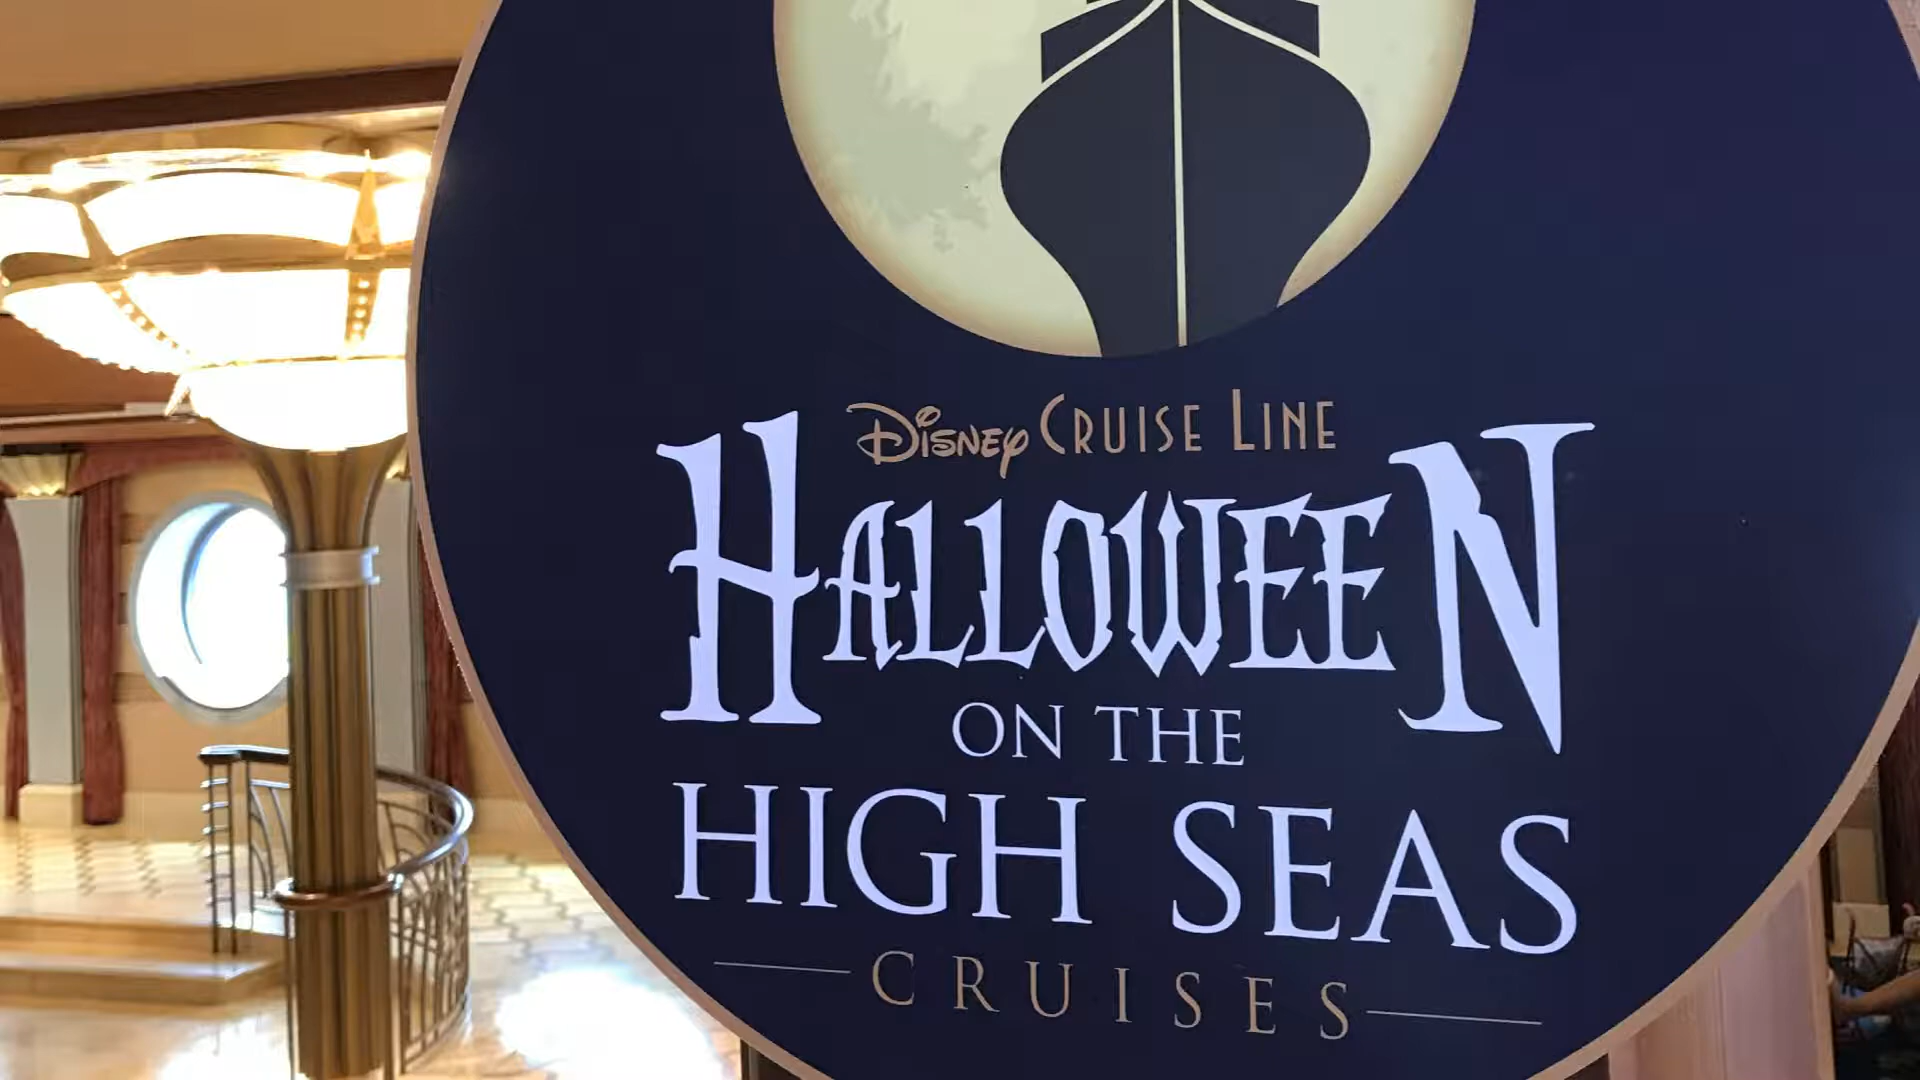 Disney Cruise Line
Halloween
ON THE
HIGH SEAS
CRUISES